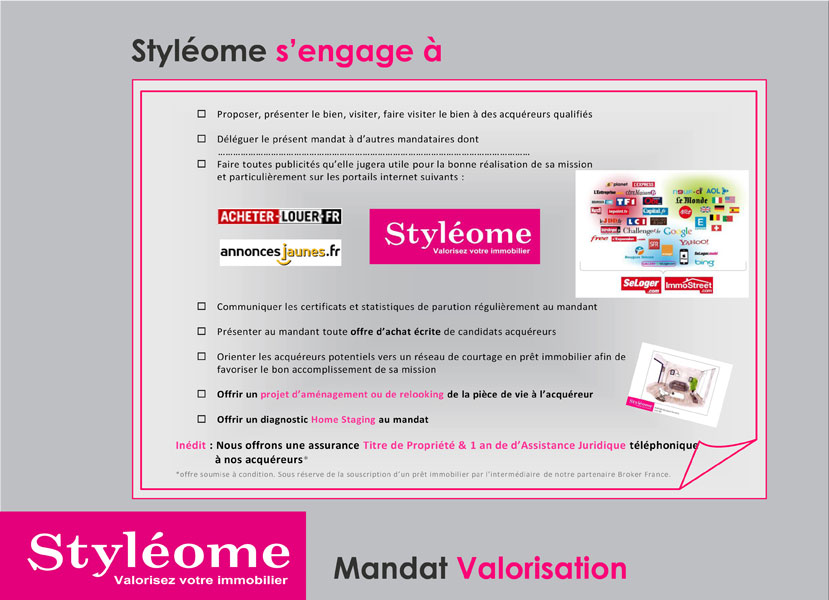 Styléome s'engage à
Proposer, présenter le bien, visiter, faire visiter le bien à des acquéreurs qualifiés
Déléguer le présent mandat à d'autres mandataires dont
Faire toutes publicités qu'elle jugera utile pour la bonne réalisation de sa mission
et particulièrement sur les portails internet suivants :
ACHETER-LOUER.FR
annoncesjaunes.fr
Styléome
Valorisez votre immobilier
planet L'EXPRESS
neuf-cf AOL
L'Entreprise
Le Monde
TF1
Capital.fr
LCI
Challenges
Google
free
SFR
YAHOO!
bing
SeLoger.com
ImmoStreet.com
Communiquer les certificats et statistiques de parution régulièrement au mandant
Présenter au mandant toute offre d'achat écrite de candidats acquéreurs
Orienter les acquéreurs potentiels vers un réseau de courtage en prêt immobilier afin de
favoriser le bon accomplissement de sa mission
Offrir un projet d'aménagement ou de relooking de la pièce de vie à l'acquéreur
Offrir un diagnostic Home Staging au mandat
Styléome
Inédit : Nous offrons une assurance Titre de Propriété & 1 an de d'Assistance Juridique téléphonique
à nos acquéreurs*
*offre soumise à condition. Sous réserve de la souscription d'un prêt immobilier par l'intermédiaire de notre partenaire Broker France.
Styléome
Valorisez votre immobilier
Mandat Valorisation